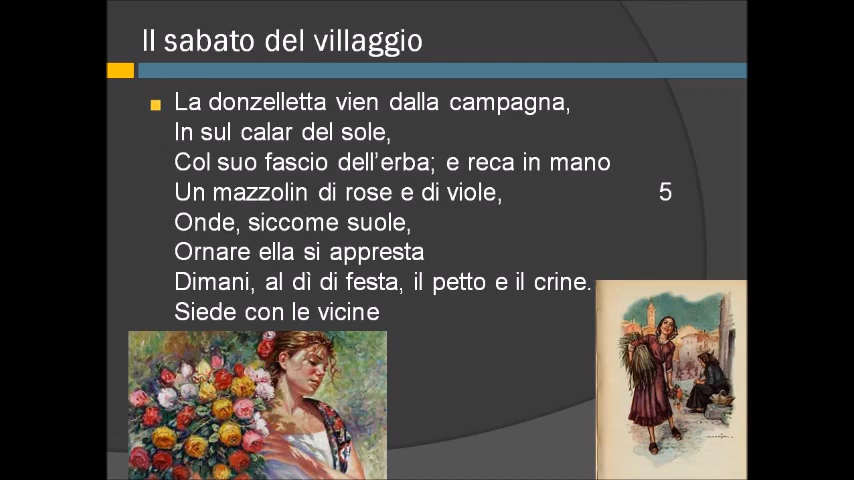 Il sabato del villaggio
La donzelletta vien dalla campagna,
In sul calar del sole,
Col suo fascio dell'erba; e reca in mano
Un mazzolin di rose e di viole, 5
Onde, siccome suole,
Ornare ella si appresta
Dimani, al dì di festa, il petto e il crine.
Siede con le vicine